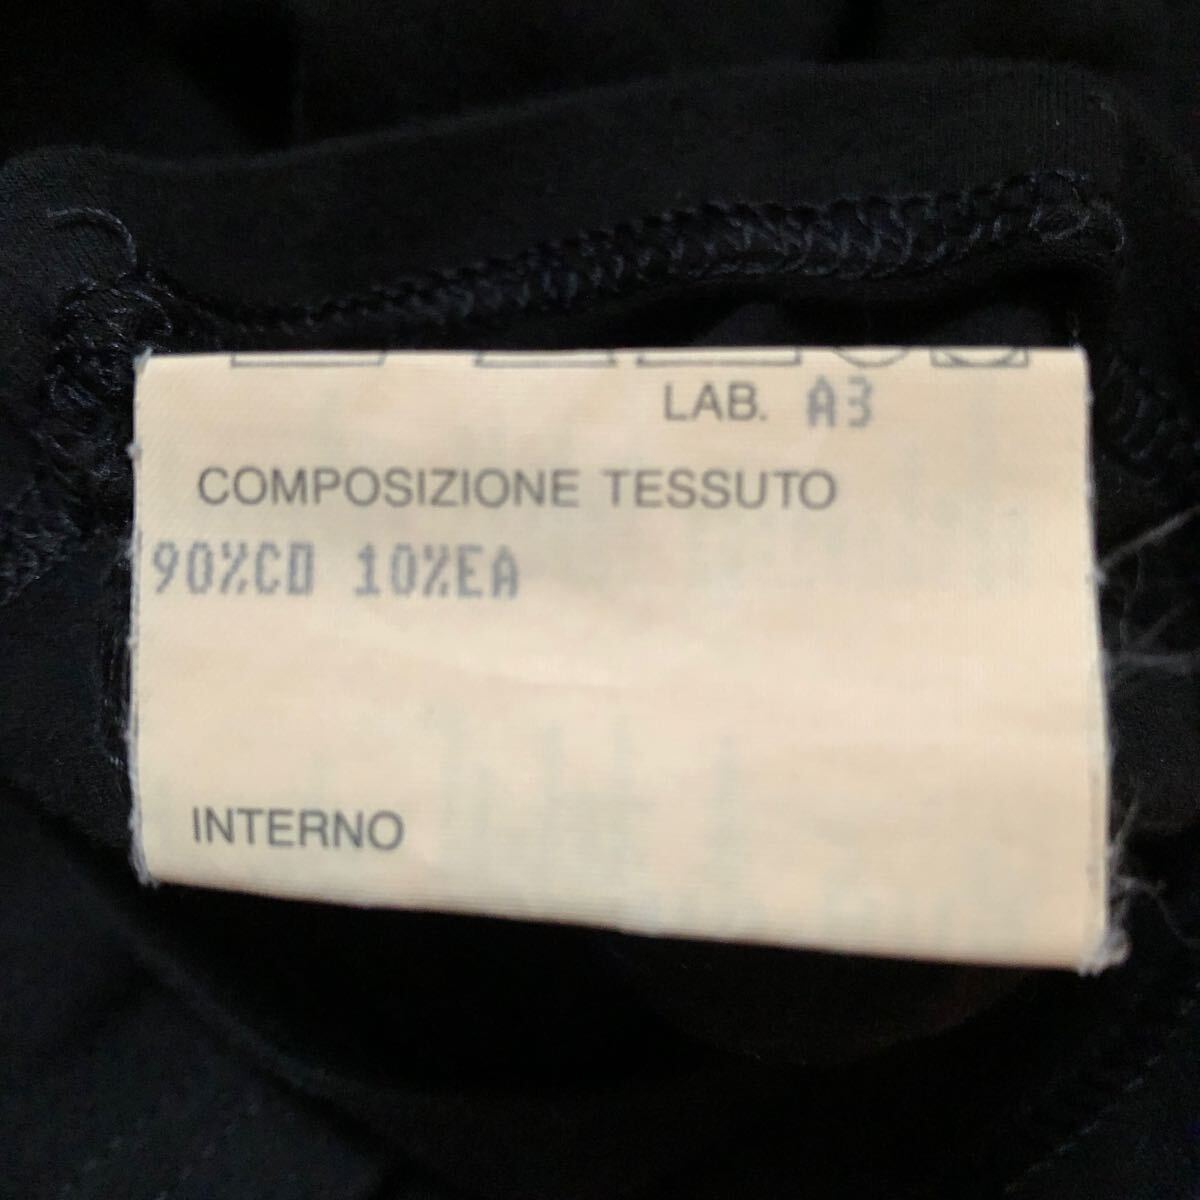 LAB. A3
COMPOSIZIONE TESSUTO
90%CO 10%EA
INTERNO